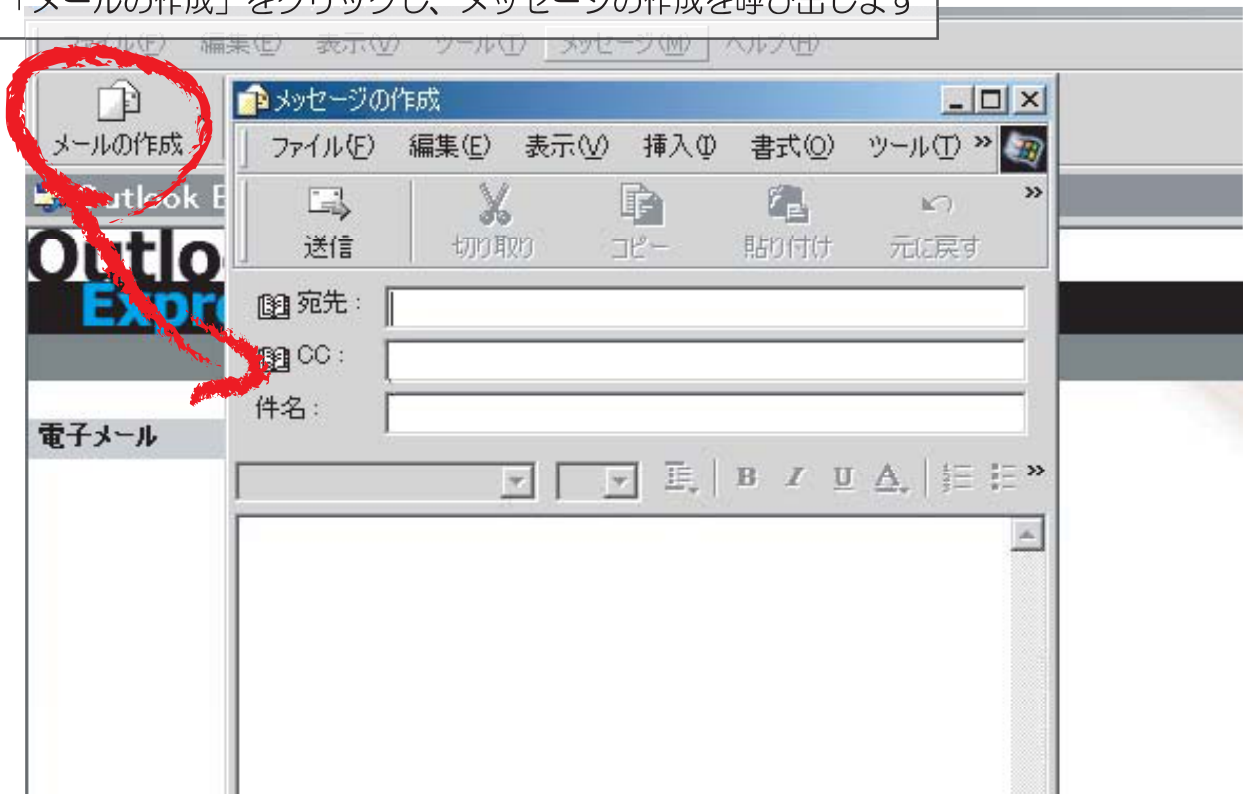 「メールの作成」をクリックし、メッセージの作成を呼び出します
ファイル(F) 編集(E) 表示(V) ツール(T) メッセージ(M) ヘルプ(H)
メールの作成
メッセージの作成
ファイル(F) 編集(E) 表示(V) 挿入(I) 書式(O) ツール(T) »
送信 切り取り コピー 貼り付け 元に戻す »
Outlook E
Outlo
Expre
宛先:
CC:
件名:
電子メール
B I U A »